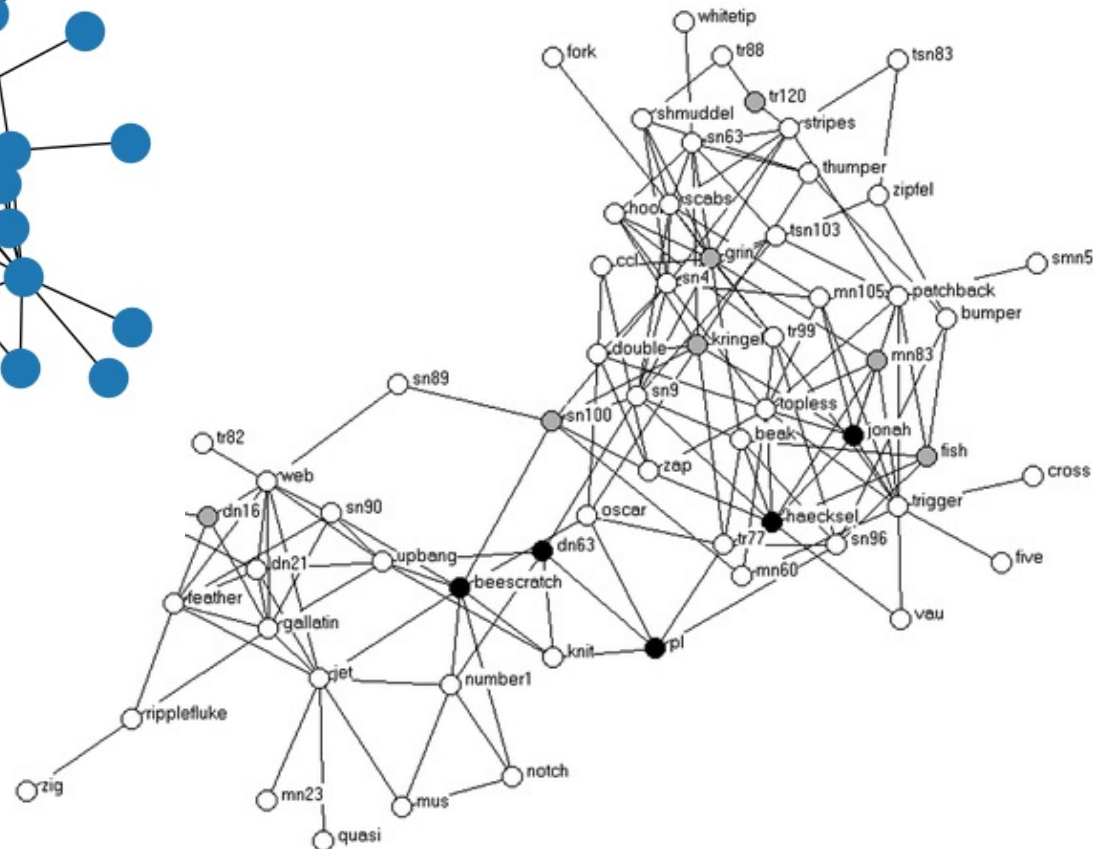 whitetip
fork
tr88
tsn83
tr120
shmuddel
stripes
sn63
thumper
zipfel
scabs
tsn103
grin
ccl
smn5
sn4
mn105
patchback
bumper
kringel
tr99
double
mn83
sn89
sn9
topless
sn100
jonah
beak
tr82
fish
zap
cross
web
trigger
dn16
sn90
oscar
haecksel
tr77
sn96
upbang
dn63
five
dn21
mn60
beescratch
feather
vau
gallatin
knit
pl
jet
number1
ripplefluke
notch
zig
mn23
mus
quasi